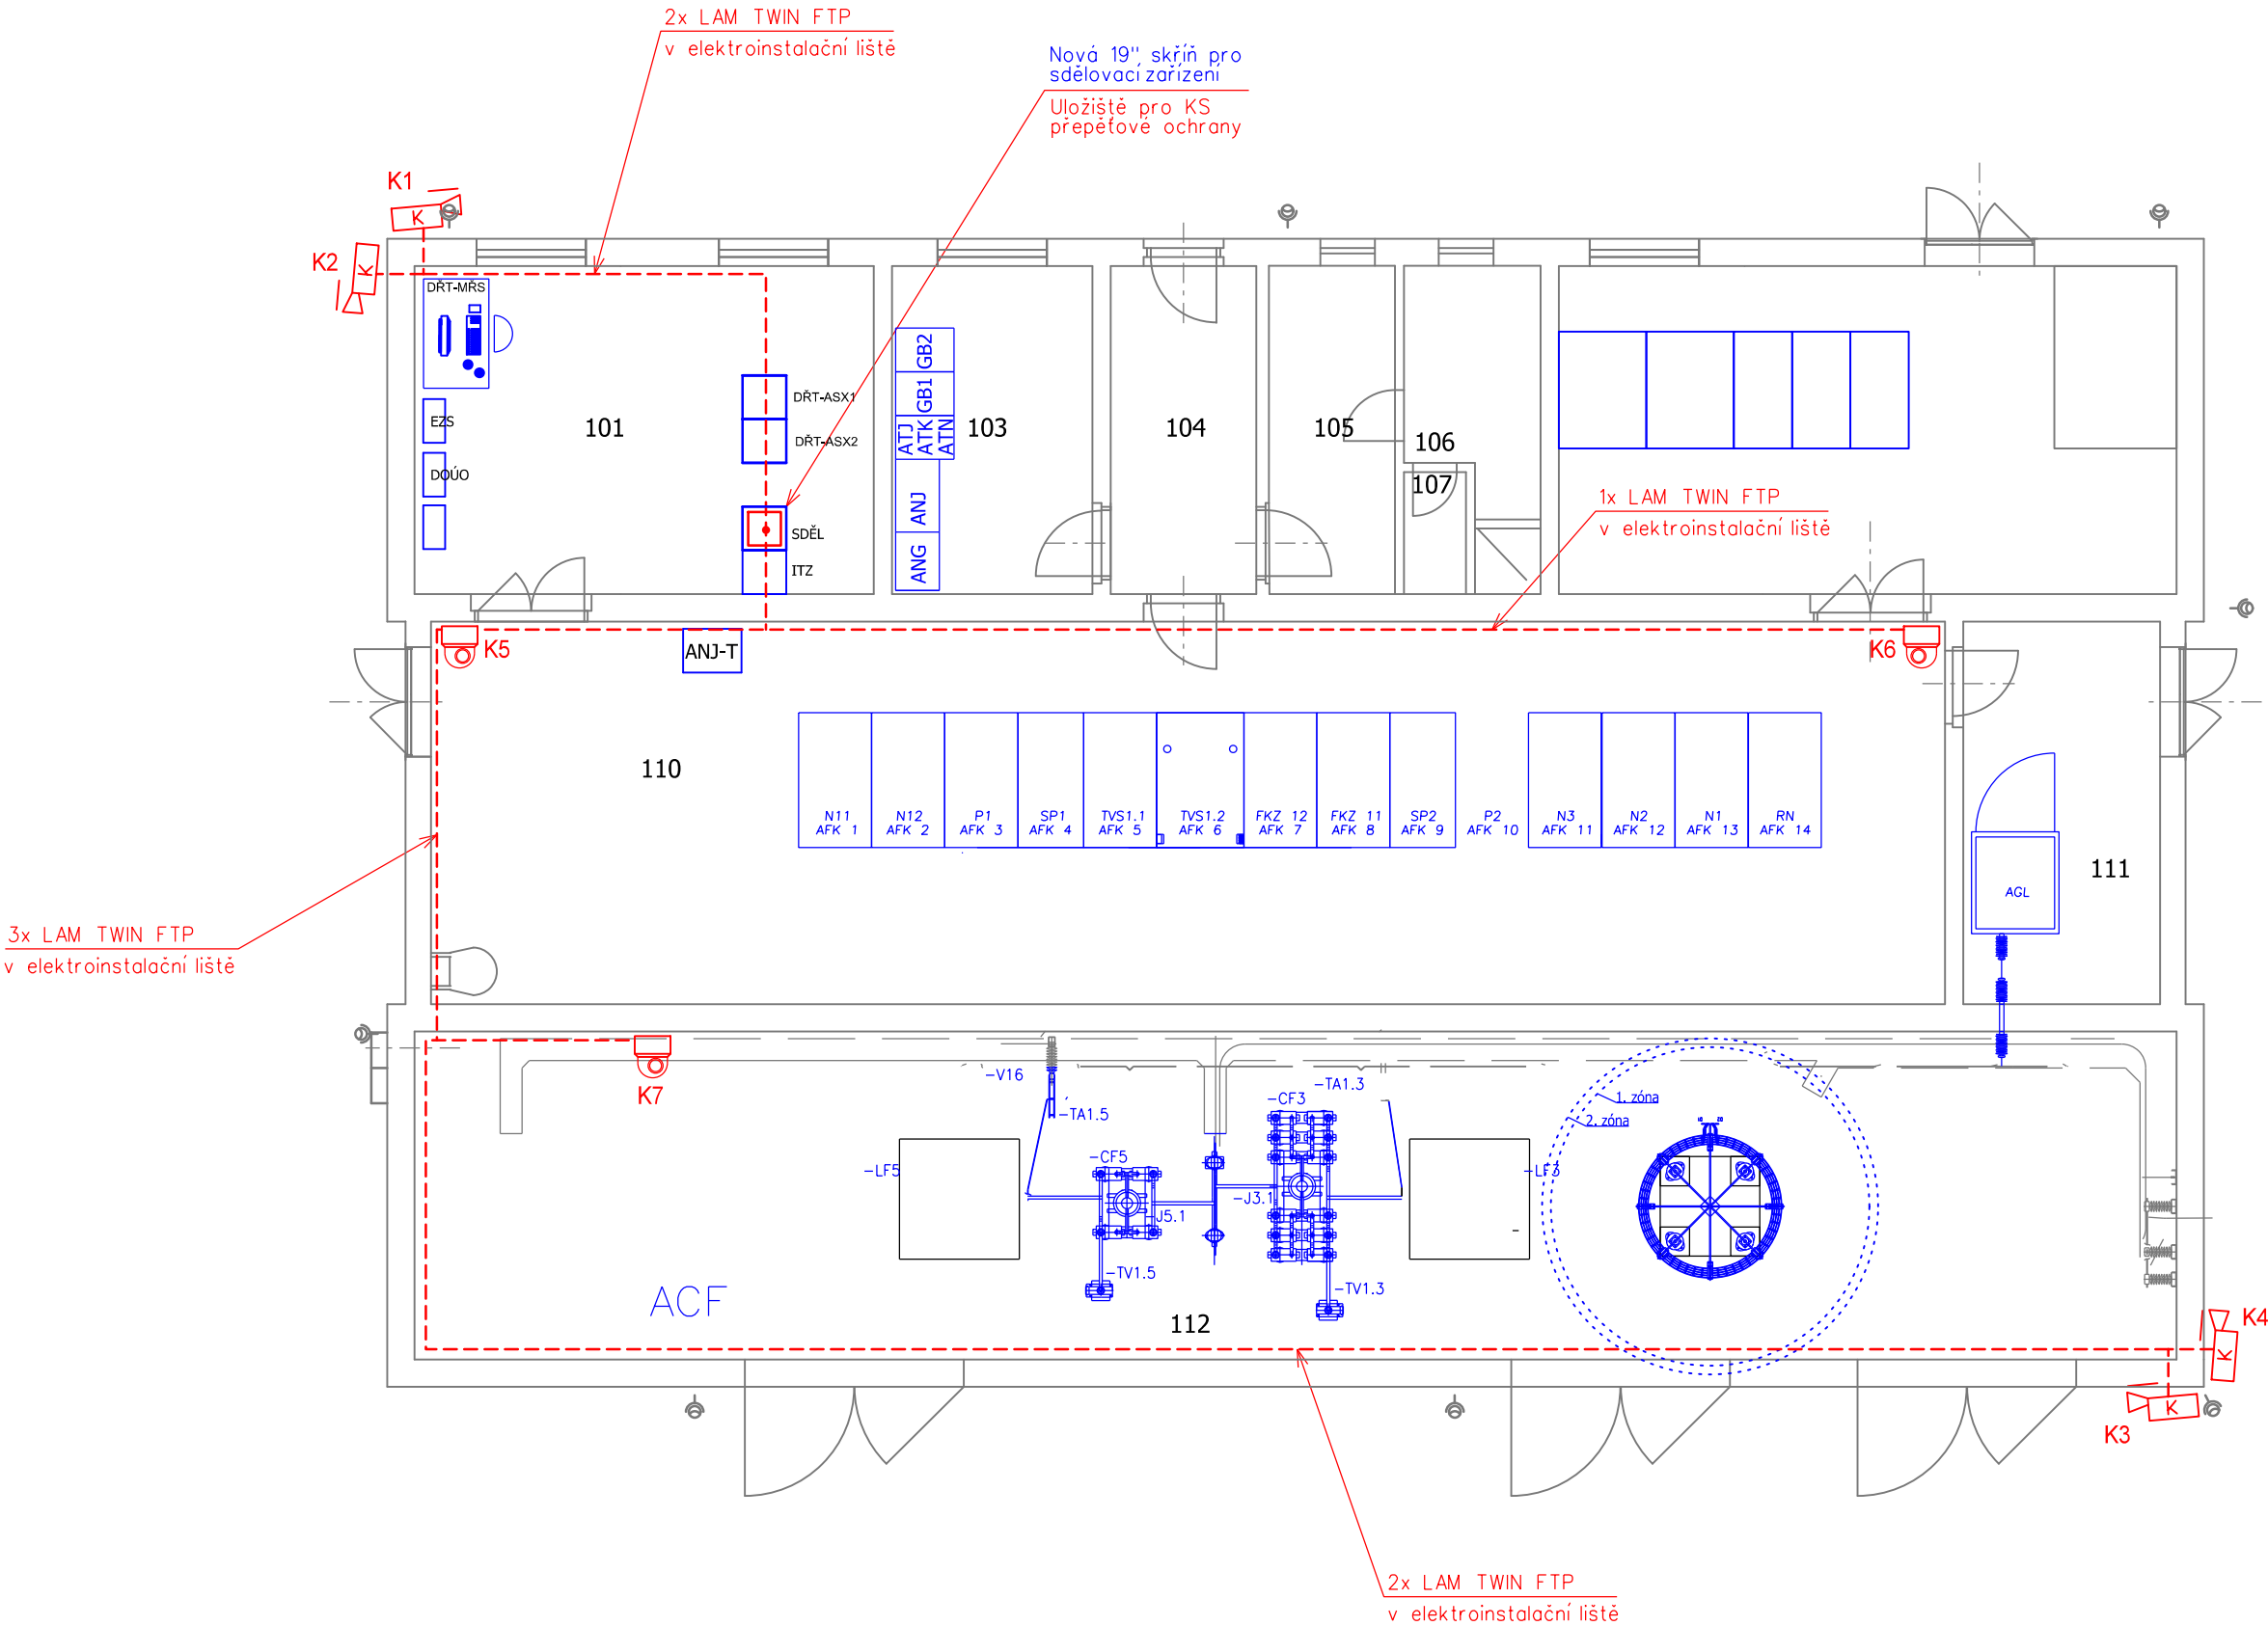 2x LAM TWIN FTP
v elektroinstalační liště
Nová 19", skříň pro
sdělovací zařízení
Uložiště pro KS
přepěťové ochrany
K1
K
K2
K
DŘT-MŘS
EZS
DOÚO
101
DŘT-ASX1
DŘT-ASX2
SDĚL
ITZ
GB2
GB1
ATJ
ATK
ATN
ANJ
ANG
103
104
105
106
107
1x LAM TWIN FTP
v elektroinstalační liště
K5
ANJ-T
K6
110
N11
AFK 1
N12
AFK 2
P1
AFK 3
SP1
AFK 4
TVS1.1
AFK 5
TVS1.2
AFK 6
FKZ 12
AFK 7
FKZ 11
AFK 8
SP2
AFK 9
P2
AFK 10
N3
AFK 11
N2
AFK 12
N1
AFK 13
RN
AFK 14
111
AGL
3x LAM TWIN FTP
v elektroinstalační liště
K7
-V16
-TA1.5
-CF3
-TA1.3
1. zóna
2. zóna
-LF5
-CF5
-J5.1
-J3.1
-LF3
-TV1.5
-TV1.3
ACF
112
K4
K
K
K3
2x LAM TWIN FTP
v elektroinstalační liště